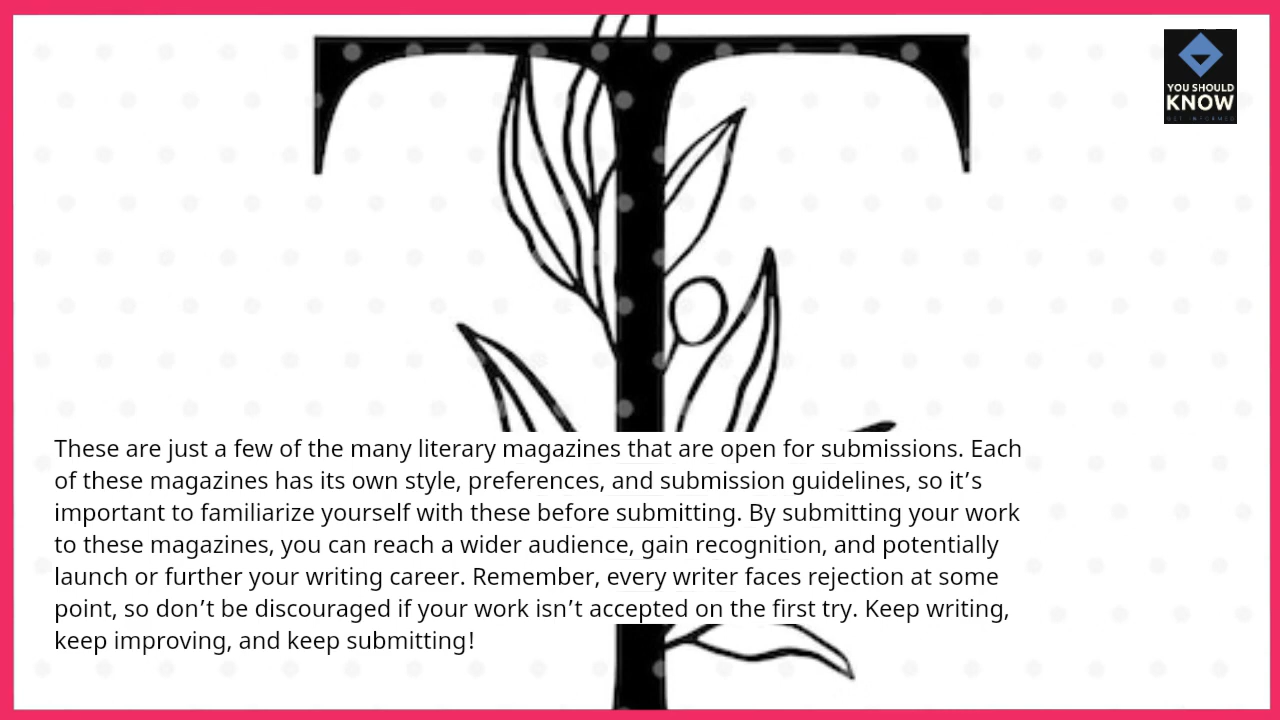 T
YOU SHOULD
KNOW
GET INFORMED
These are just a few of the many literary magazines that are open for submissions. Each
of these magazines has its own style, preferences, and submission guidelines, so it’s
important to familiarize yourself with these before submitting. By submitting your work
to these magazines, you can reach a wider audience, gain recognition, and potentially
launch or further your writing career. Remember, every writer faces rejection at some
point, so don’t be discouraged if your work isn’t accepted on the first try. Keep writing,
keep improving, and keep submitting!